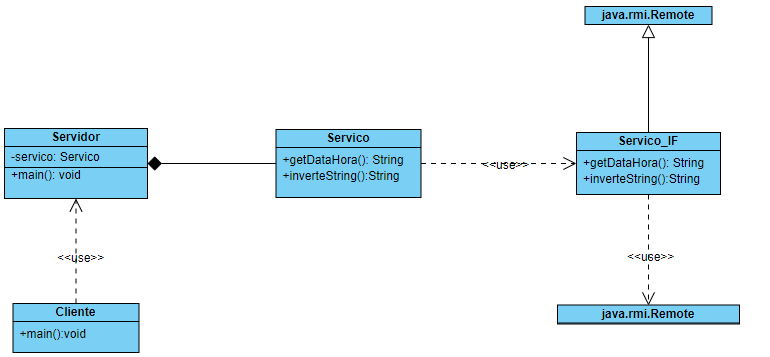 java.rmi.Remote
Servidor
-servico: Servico
+main(): void
Servico
+getDataHora(): String
+inverteString():String
<<use>>
Servico_IF
+getDataHora(): String
+inverteString():String
<<use>>
<<use>>
Cliente
+main():void
java.rmi.Remote